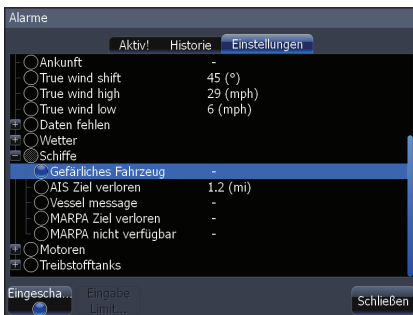 Alarme
Aktiv! Historie Einstellungen
Ankunft -
True wind shift 45 (°)
True wind high 29 (mph)
True wind low 6 (mph)
Daten fehlen
Wetter
Schiffe
Gefärliches Fahrzeug -
AIS Ziel verloren 1.2 (mi)
Vessel message -
MARPA Ziel verloren -
MARPA nicht verfügbar -
Motoren
Treibstofftanks
Eingescha... Eingabe Limit... Schließen